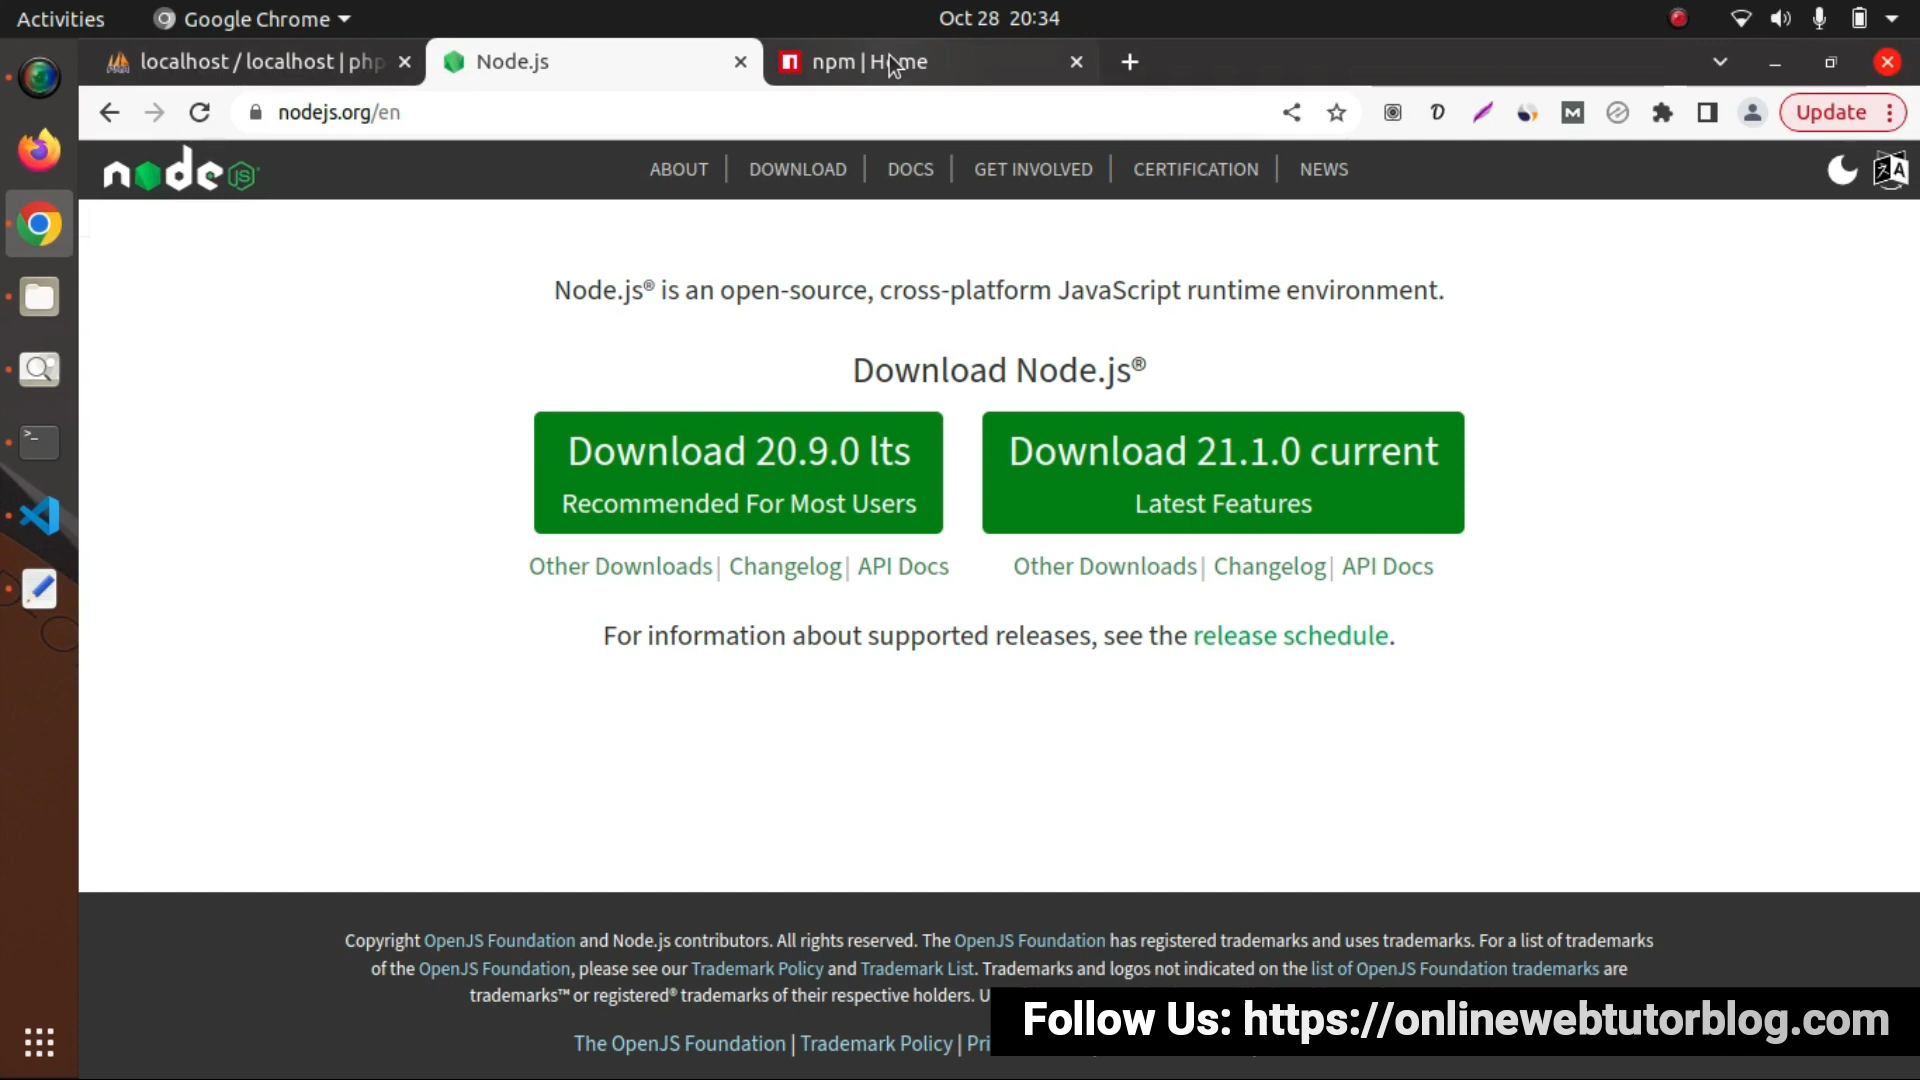 Activities
Google Chrome
Oct 28 20:34
localhost / localhost | php
Node.js
npm | Home
nodejs.org/en
Update
node JS
ABOUT
DOWNLOAD
DOCS
GET INVOLVED
CERTIFICATION
NEWS
Node.js® is an open-source, cross-platform JavaScript runtime environment.
Download Node.js®
Download 20.9.0 lts
Recommended For Most Users
Download 21.1.0 current
Latest Features
Other Downloads | Changelog | API Docs
Other Downloads | Changelog | API Docs
For information about supported releases, see the release schedule.
Copyright OpenJS Foundation and Node.js contributors. All rights reserved. The OpenJS Foundation has registered trademarks and uses trademarks. For a list of trademarks
of the OpenJS Foundation, please see our Trademark Policy and Trademark List. Trademarks and logos not indicated on the list of OpenJS Foundation trademarks are
trademarks™ or registered® trademarks of their respective holders. U
The OpenJS Foundation | Trademark Policy | Pri
Follow Us: https://onlinewebtutorblog.com